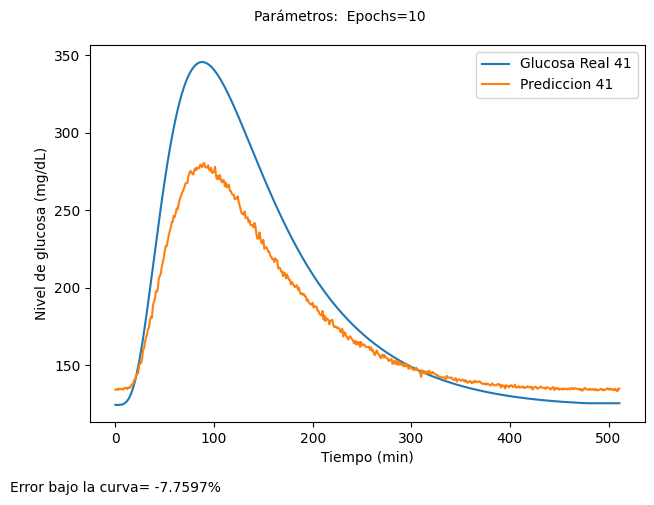 Parámetros:  Epochs=10
350
300
250
200
150
Nivel de glucosa (mg/dL)
Glucosa Real 41
Prediccion 41
0
100
200
300
400
500
Tiempo (min)
Error bajo la curva= -7.7597%